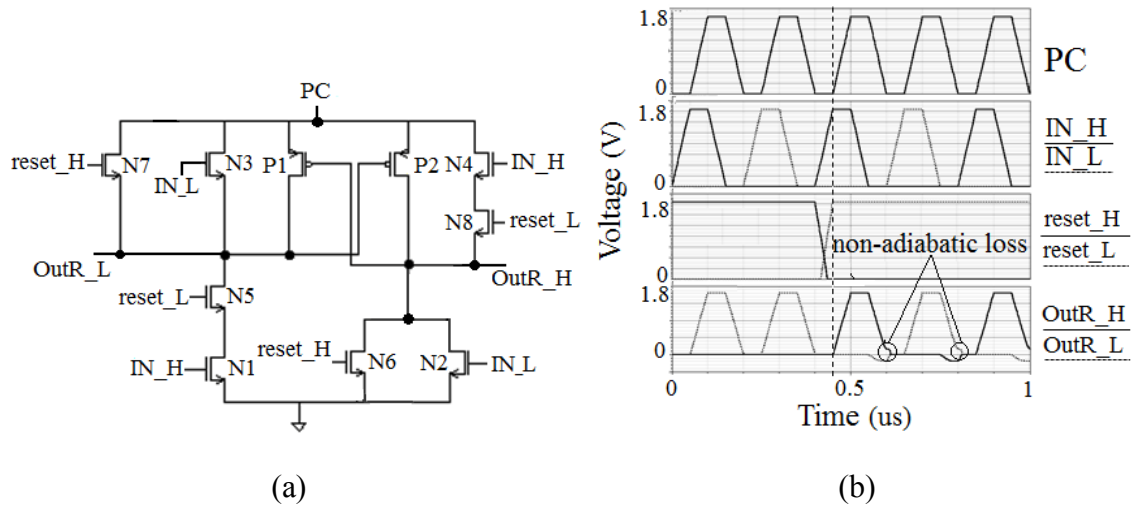 PC
reset_H
N7
IN_L
N3
P1
P2
N4
IN_H
N8
reset_L
OutR_L
OutR_H
reset_L
N5
IN_H
N1
reset_H
N6
N2
IN_L
(a)
Voltage (V)
1.8
0
PC
1.8
0
IN_H
IN_L
1.8
0
reset_H
reset_L
non-adiabatic loss
1.8
0
OutR_H
OutR_L
0 0.5 1
Time (us)
(b)